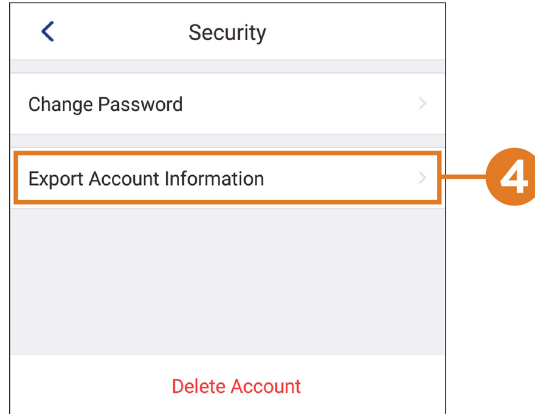 Security
Change Password
Export Account Information
4
Delete Account